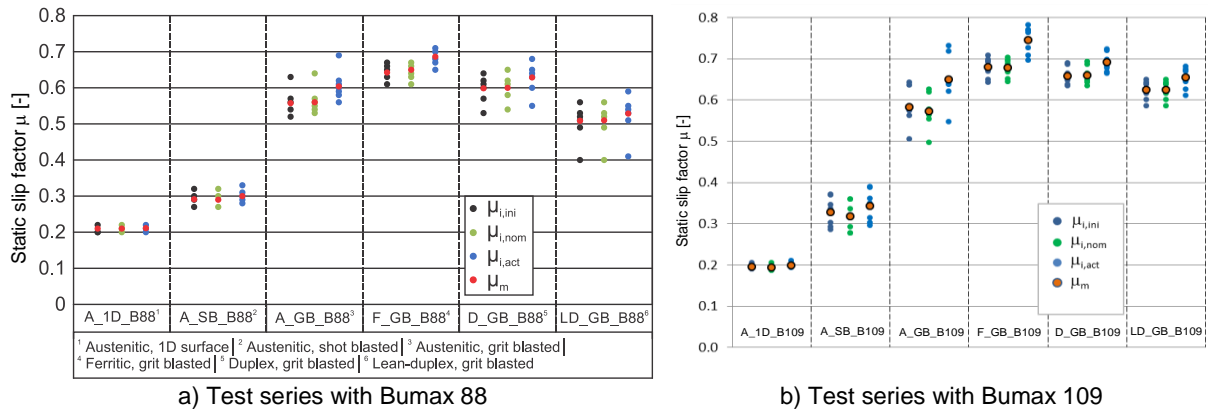 Static slip factor μ [-]
0.8
0.7
0.6
0.5
0.4
0.3
0.2
0.1
0
μi,ini
μi,nom
μi,act
μm
A_1D_B88¹ A_SB_B88² A_GB_B88³ F_GB_B88⁴ D_GB_B88⁵ LD_GB_B88⁶
¹ Austenitic, 1D surface | ² Austenitic, shot blasted | ³ Austenitic, grit blasted |
⁴ Ferritic, grit blasted | ⁵ Duplex, grit blasted | ⁶ Lean-duplex, grit blasted
a) Test series with Bumax 88
Static slip factor μ [-]
0.8
0.7
0.6
0.5
0.4
0.3
0.2
0.1
0.0
μi,ini
μi,nom
μi,act
μm
A_1D_B109 A_SB_B109 A_GB_B109 F_GB_B109 D_GB_B109 LD_GB_B109
b) Test series with Bumax 109